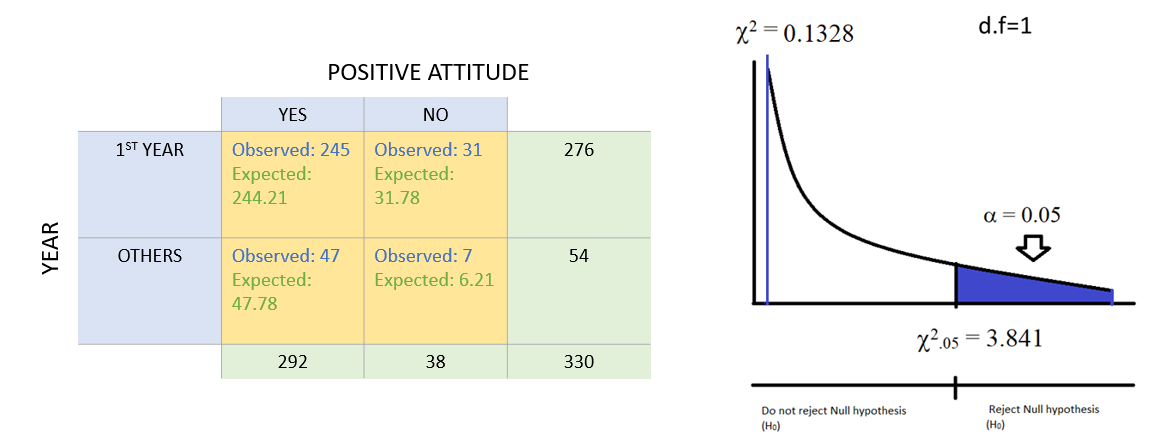 POSITIVE ATTITUDE
YES
NO
YEAR
1ST YEAR
Observed: 245
Expected:
244.21
Observed: 31
Expected:
31.78
276
OTHERS
Observed: 47
Expected:
47.78
Observed: 7
Expected: 6.21
54
292
38
330
χ² = 0.1328
d.f=1
α = 0.05
χ².05 = 3.841
Do not reject Null hypothesis
(H₀)
Reject Null hypothesis
(H₀)